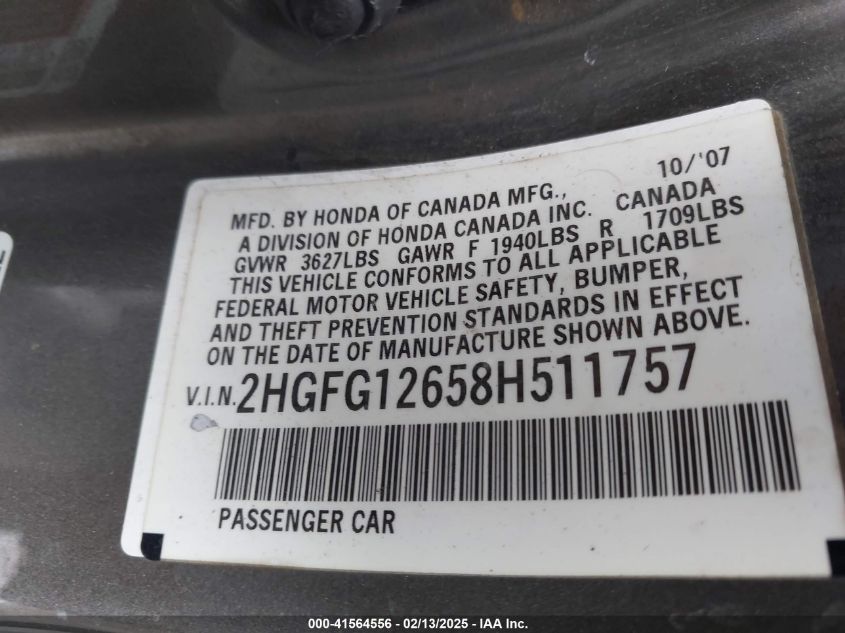 10/'07
MFD. BY HONDA OF CANADA MFG.,
A DIVISION OF HONDA CANADA INC. CANADA
GVWR 3627LBS GAWR F 1940LBS R 1709LBS
THIS VEHICLE CONFORMS TO ALL APPLICABLE
FEDERAL MOTOR VEHICLE SAFETY, BUMPER,
AND THEFT PREVENTION STANDARDS IN EFFECT
ON THE DATE OF MANUFACTURE SHOWN ABOVE.
V.I.N. 2HGFG12658H511757
PASSENGER CAR
000-41564556 - 02/13/2025 - IAA Inc.